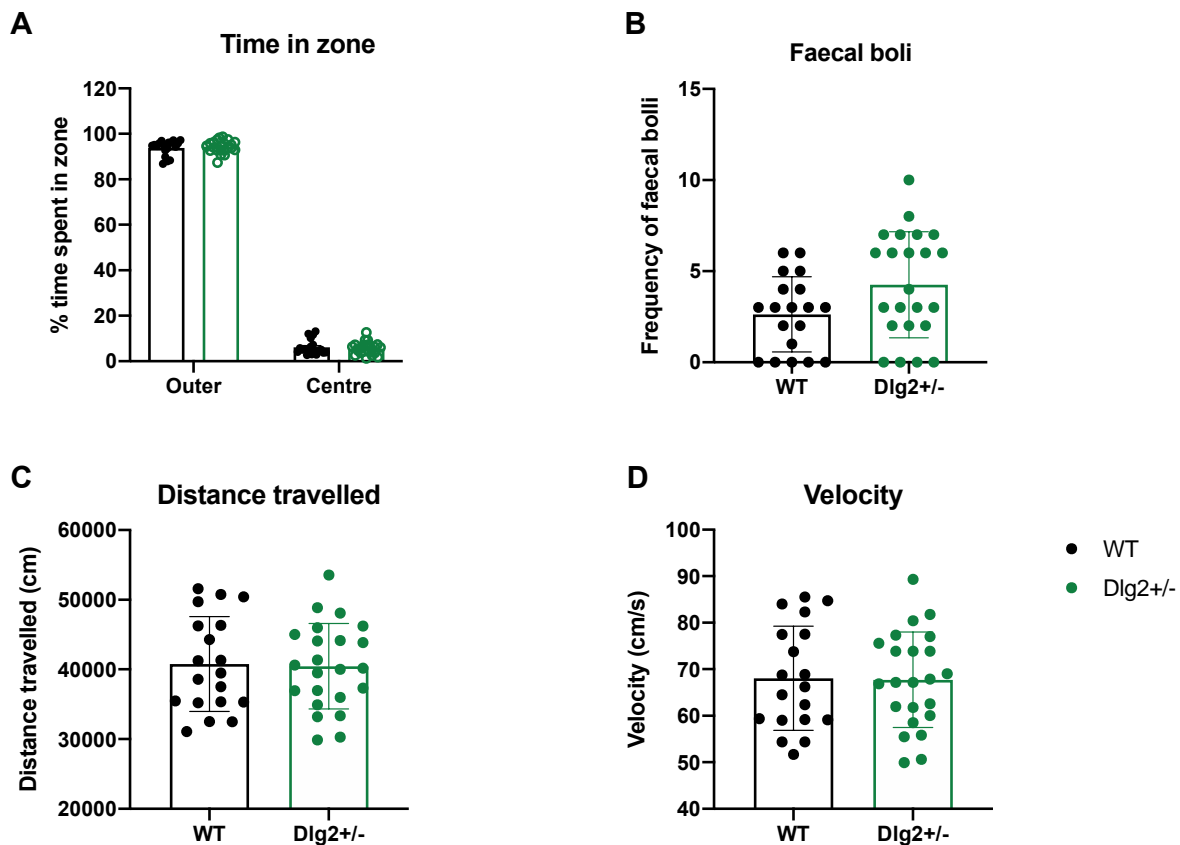 A
Time in zone
% time spent in zone
120
100
80
60
40
20
0
Outer
Centre
B
Faecal boli
Frequency of faecal bolli
15
10
5
0
WT
Dlg2+/-
C
Distance travelled
Distance travelled (cm)
60000
50000
40000
30000
20000
WT
Dlg2+/-
D
Velocity
Velocity (cm/s)
100
90
80
70
60
50
40
WT
Dlg2+/-
WT
Dlg2+/-